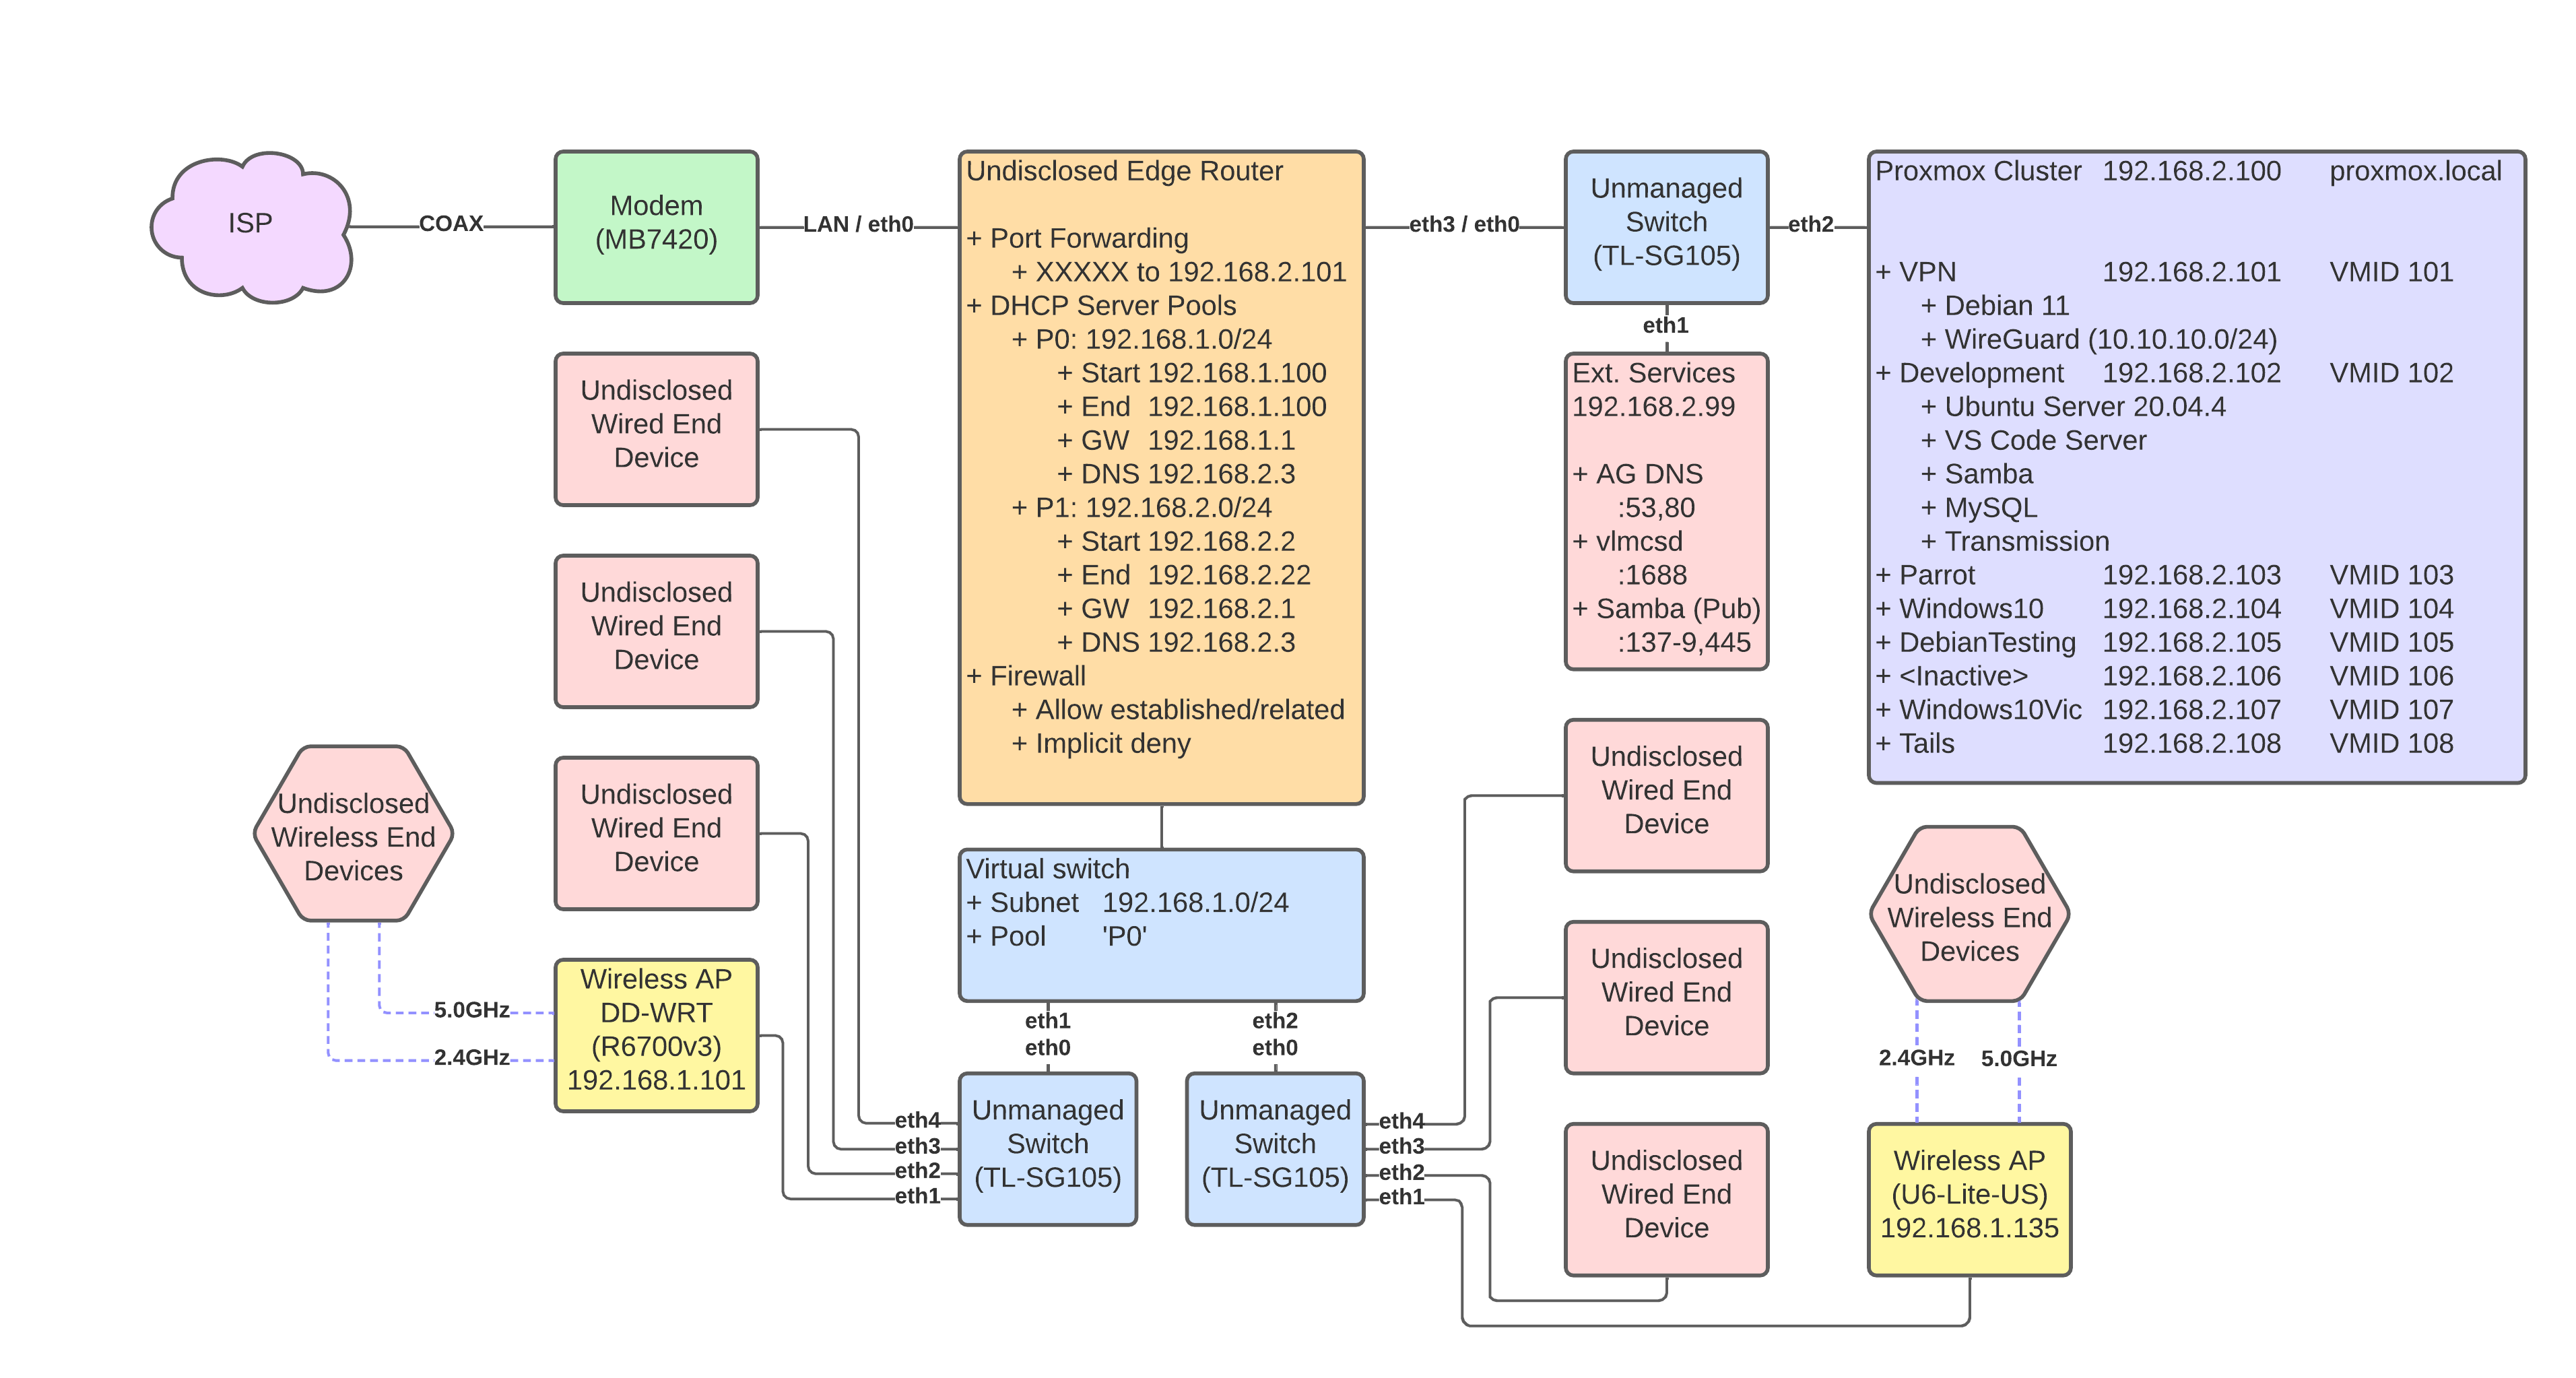 ISP
COAX
Modem
(MB7420)
LAN / eth0
Undisclosed Edge Router
+ Port Forwarding
+ XXXXX to 192.168.2.101
+ DHCP Server Pools
+ P0: 192.168.1.0/24
+ Start 192.168.1.100
+ End 192.168.1.100
+ GW 192.168.1.1
+ DNS 192.168.2.3
+ P1: 192.168.2.0/24
+ Start 192.168.2.2
+ End 192.168.2.22
+ GW 192.168.2.1
+ DNS 192.168.2.3
+ Firewall
+ Allow established/related
+ Implicit deny
eth3 / eth0
Unmanaged
Switch
(TL-SG105)
eth2
eth1
Ext. Services
192.168.2.99
+ AG DNS
:53,80
+ vlmcsd
:1688
+ Samba (Pub)
:137-9,445
Proxmox Cluster 192.168.2.100 proxmox.local
+ VPN 192.168.2.101 VMID 101
+ Debian 11
+ WireGuard (10.10.10.0/24)
+ Development 192.168.2.102 VMID 102
+ Ubuntu Server 20.04.4
+ VS Code Server
+ Samba
+ MySQL
+ Transmission
+ Parrot 192.168.2.103 VMID 103
+ Windows10 192.168.2.104 VMID 104
+ DebianTesting 192.168.2.105 VMID 105
+ <Inactive> 192.168.2.106 VMID 106
+ Windows10Vic 192.168.2.107 VMID 107
+ Tails 192.168.2.108 VMID 108
Undisclosed
Wired End
Device
Undisclosed
Wired End
Device
Undisclosed
Wired End
Device
Undisclosed
Wireless End
Devices
5.0GHz
2.4GHz
Wireless AP
DD-WRT
(R6700v3)
192.168.1.101
Virtual switch
+ Subnet 192.168.1.0/24
+ Pool 'P0'
eth1
eth0
eth2
eth0
eth4
eth3
eth2
eth1
Unmanaged
Switch
(TL-SG105)
Unmanaged
Switch
(TL-SG105)
eth4
eth3
eth2
eth1
Undisclosed
Wired End
Device
Undisclosed
Wired End
Device
Undisclosed
Wired End
Device
Undisclosed
Wireless End
Devices
2.4GHz
5.0GHz
Wireless AP
(U6-Lite-US)
192.168.1.135